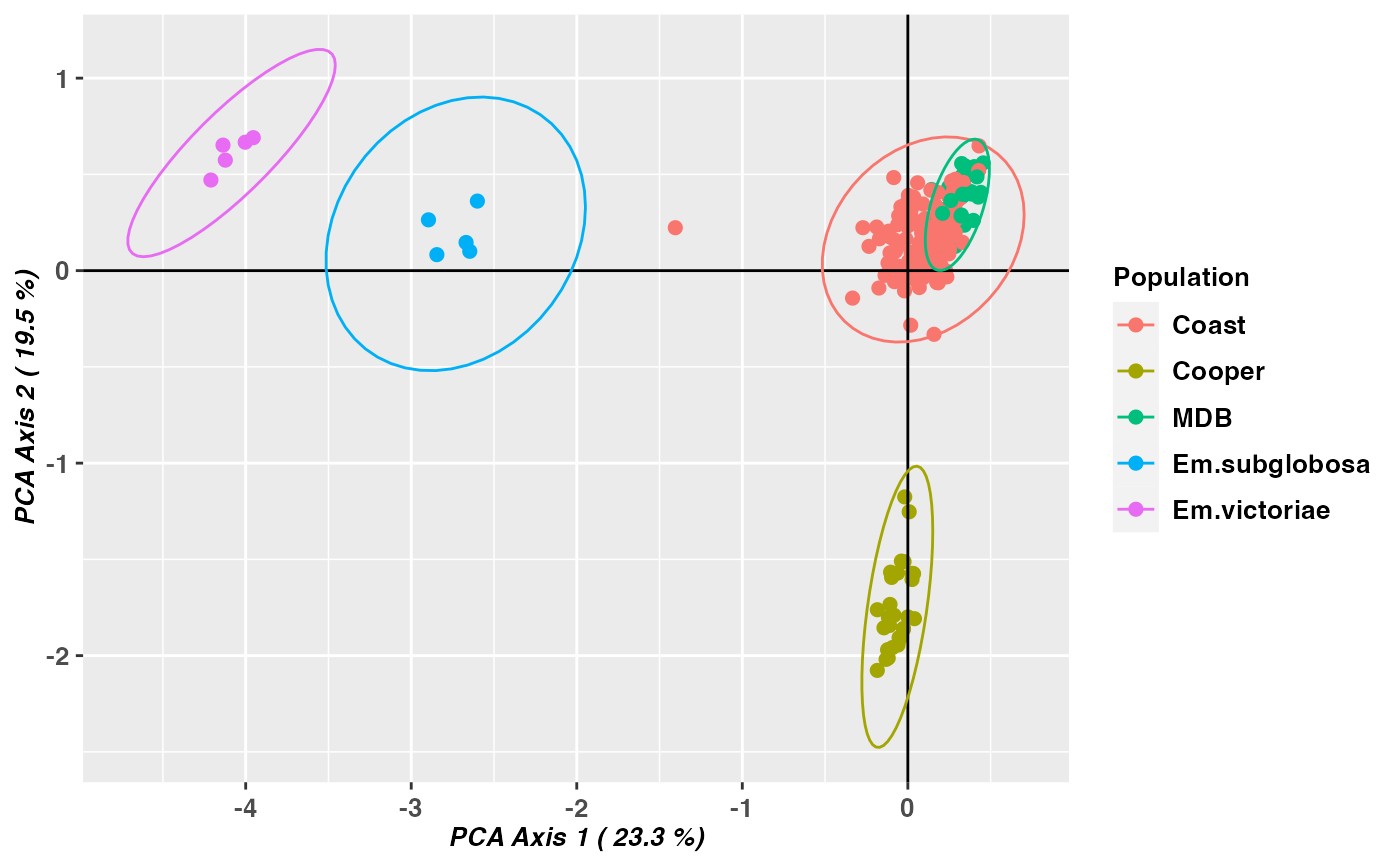 1
0
-1
-2
PCA Axis 2 ( 19.5 %)
-4
-3
-2
-1
0
PCA Axis 1 ( 23.3 %)
Population
Coast
Cooper
MDB
Em.subglobosa
Em.victoriae